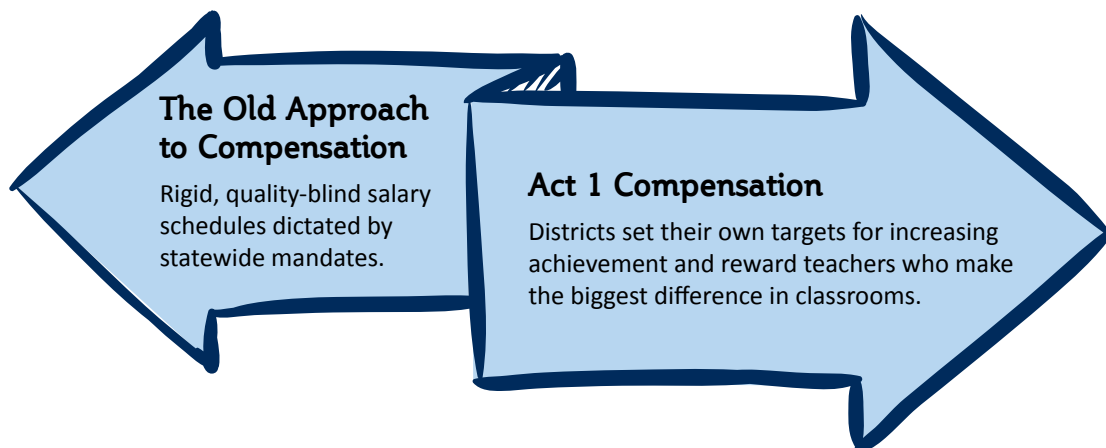 The Old Approach
to Compensation
Rigid, quality-blind salary
schedules dictated by
statewide mandates.
Act 1 Compensation
Districts set their own targets for increasing
achievement and reward teachers who make
the biggest difference in classrooms.